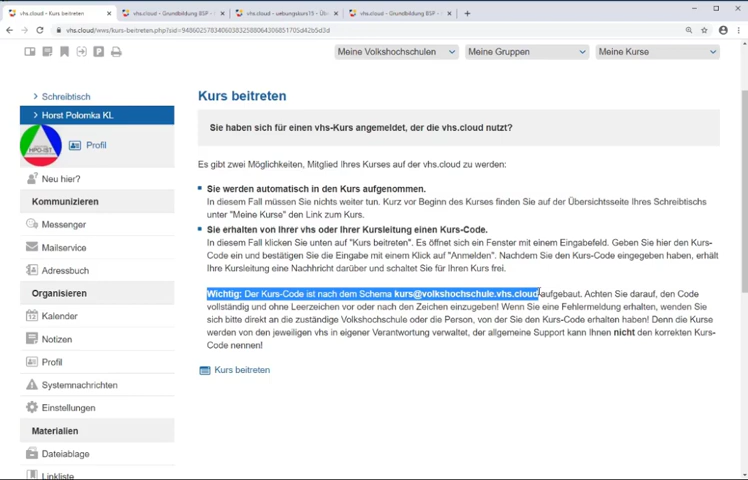 vhs.cloud - Kurs beitreten
vhs.cloud - Grundbildung BSP -
vhs.cloud - uebungskurs15 - Üb
vhs.cloud - Grundbildung BSP -
Meine Volkshochschulen
Meine Gruppen
Meine Kurse
Schreibtisch
Horst Polomka KL
HPO-IST
Profil
Neu hier?
Kommunizieren
Messenger
Mailservice
Adressbuch
Organisieren
Kalender
Notizen
Profil
Systemnachrichten
Einstellungen
Materialien
Dateiablage
Linkliste
Kurs beitreten
Sie haben sich für einen vhs-Kurs angemeldet, der die vhs.cloud nutzt?
Es gibt zwei Möglichkeiten, Mitglied Ihres Kurses auf der vhs.cloud zu werden:
Sie werden automatisch in den Kurs aufgenommen.
In diesem Fall müssen Sie nichts weiter tun. Kurz vor Beginn des Kurses finden Sie auf der Übersichtsseite Ihres Schreibtischs
unter "Meine Kurse" den Link zum Kurs.
Sie erhalten von Ihrer vhs oder Ihrer Kursleitung einen Kurs-Code.
In diesem Fall klicken Sie unten auf "Kurs beitreten". Es öffnet sich ein Fenster mit einem Eingabefeld. Geben Sie hier den Kurs-
Code ein und bestätigen Sie die Eingabe mit einem Klick auf "Anmelden". Nachdem Sie den Kurs-Code eingegeben haben, erhält
Ihre Kursleitung eine Nachricht darüber und schaltet Sie für Ihren Kurs frei.
Wichtig: Der Kurs-Code ist nach dem Schema kurs@volkshochschule.vhs.cloud aufgebaut. Achten Sie darauf, den Code
vollständig und ohne Leerzeichen vor oder nach den Zeichen einzugeben! Wenn Sie eine Fehlermeldung erhalten, wenden Sie
sich bitte direkt an die zuständige Volkshochschule oder die Person, von der Sie den Kurs-Code erhalten haben! Denn die Kurse
werden von den jeweiligen vhs in eigener Verantwortung verwaltet, der allgemeine Support kann Ihnen nicht den korrekten Kurs-
Code nennen!
Kurs beitreten